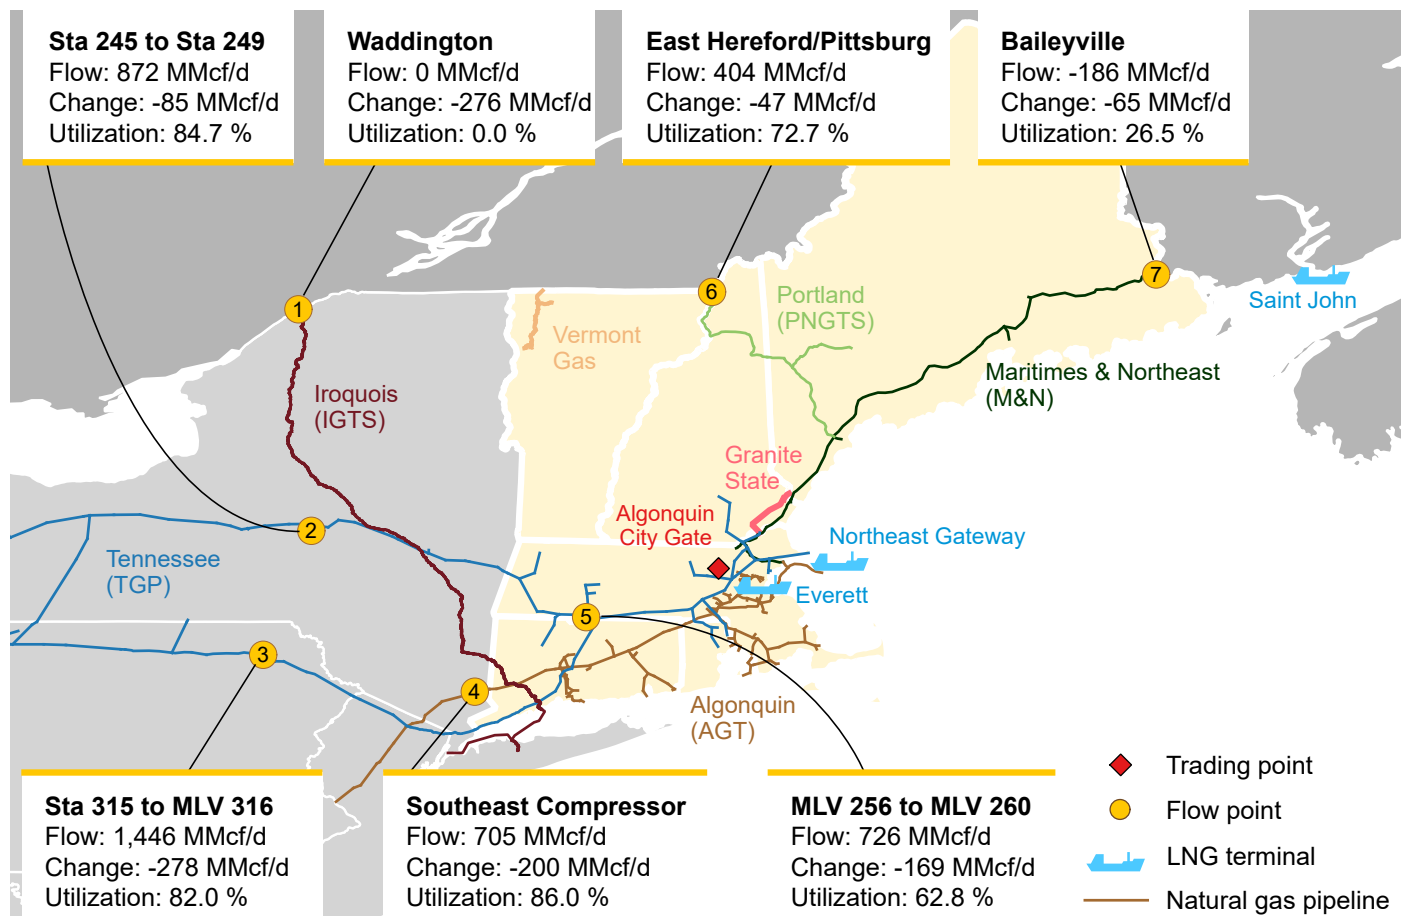 Sta 245 to Sta 249
Flow: 872 MMcf/d
Change: -85 MMcf/d
Utilization: 84.7 %
Waddington
Flow: 0 MMcf/d
Change: -276 MMcf/d
Utilization: 0.0 %
East Hereford/Pittsburg
Flow: 404 MMcf/d
Change: -47 MMcf/d
Utilization: 72.7 %
Baileyville
Flow: -186 MMcf/d
Change: -65 MMcf/d
Utilization: 26.5 %
1
6
7
Saint John
Portland
(PNGTS)
Vermont
Gas
Iroquois
(IGTS)
Maritimes & Northeast
(M&N)
Granite
State
Algonquin
City Gate
2
Northeast Gateway
Tennessee
(TGP)
Everett
5
3
4
Algonquin
(AGT)
Sta 315 to MLV 316
Flow: 1,446 MMcf/d
Change: -278 MMcf/d
Utilization: 82.0 %
Southeast Compressor
Flow: 705 MMcf/d
Change: -200 MMcf/d
Utilization: 86.0 %
MLV 256 to MLV 260
Flow: 726 MMcf/d
Change: -169 MMcf/d
Utilization: 62.8 %
Trading point
Flow point
LNG terminal
Natural gas pipeline